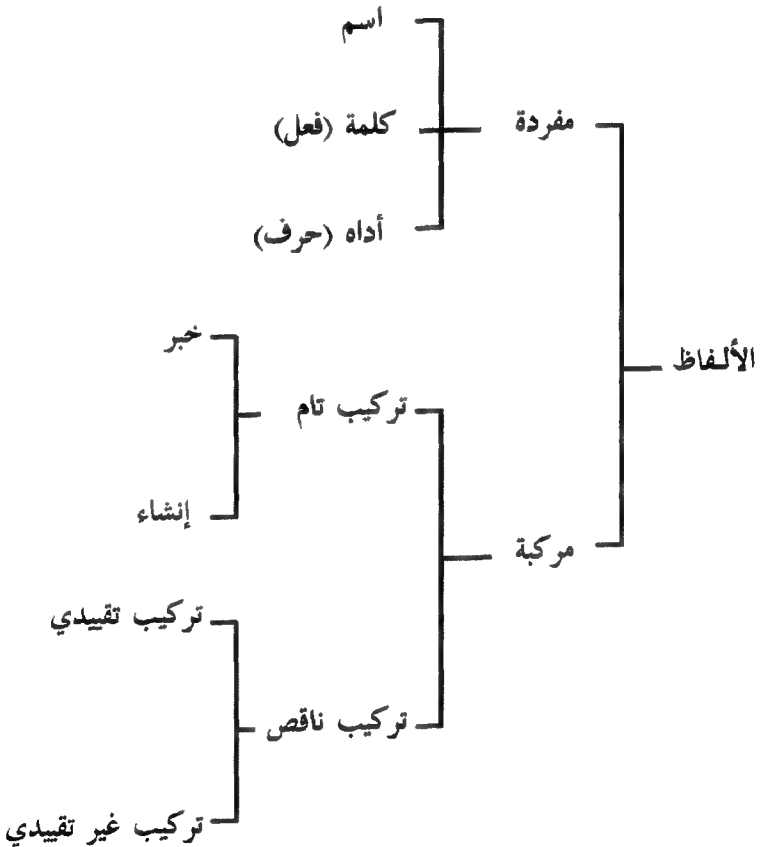 الألفاظ
مفردة
اسم
كلمة (فعل)
أداه (حرف)
مركبة
تركيب تام
خبر
إنشاء
تركيب ناقص
تركيب تقييدي
تركيب غير تقييدي